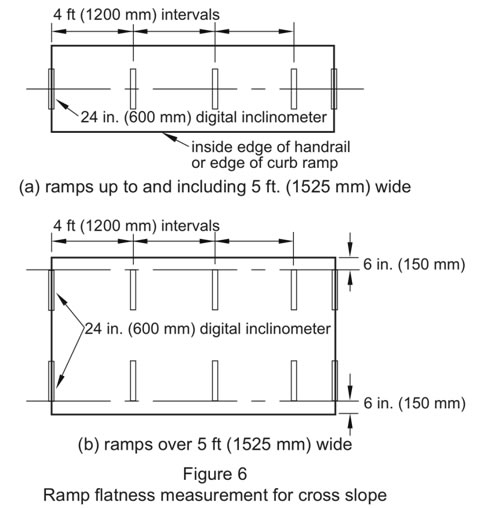 4 ft (1200 mm) intervals
24 in. (600 mm) digital inclinometer
inside edge of handrail
or edge of curb ramp
(a) ramps up to and including 5 ft. (1525 mm) wide
4 ft (1200 mm) intervals
6 in. (150 mm)
24 in. (600 mm) digital inclinometer
6 in. (150 mm)
(b) ramps over 5 ft (1525 mm) wide
Figure 6
Ramp flatness measurement for cross slope